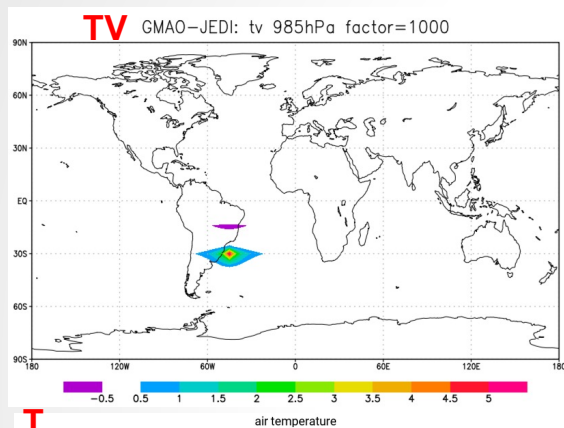 TV GMAO-JEDI: tv 985hPa factor=1000
90N
60N
30N
EQ
30S
60S
90S
180 120W 60W 0 60E 120E 180
-0.5 0.5 1 1.5 2 2.5 3 3.5 4 4.5 5
T air temperature